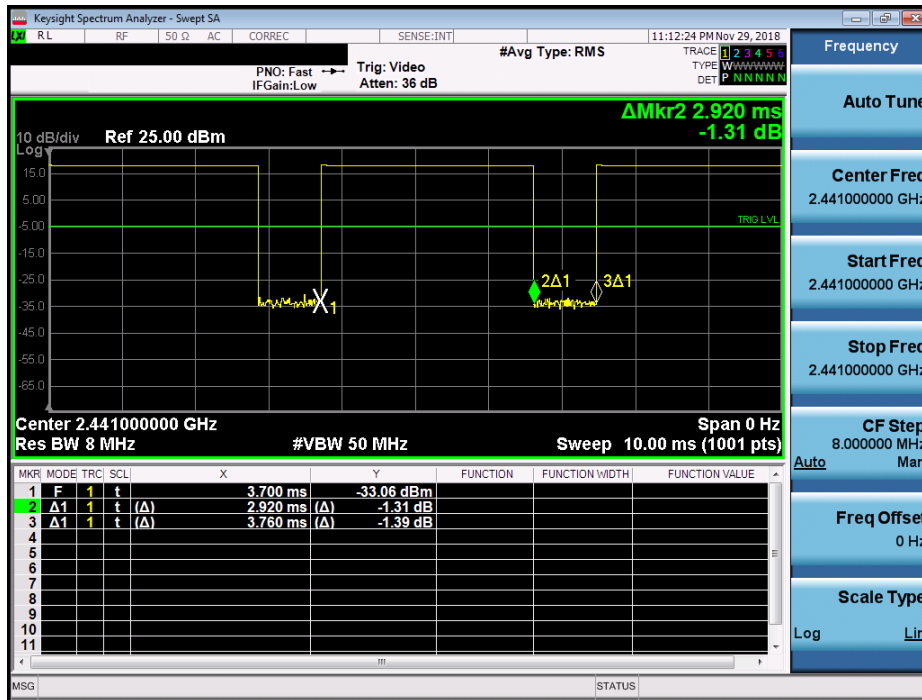 Keysight Spectrum Analyzer - Swept SA
LXI RL RF 50 Ω AC CORREC SENSE:INT 11:12:24 PM Nov 29, 2018
#Avg Type: RMS
TRACE 1 2 3 4 5 6
TYPE WWWWWW
DET P N N N N N
PNO: Fast
IFGain:Low
Trig: Video
Atten: 36 dB
ΔMkr2 2.920 ms
-1.31 dB
10 dB/div Ref 25.00 dBm
Log
15.0
5.00
-5.00
TRIG LVL
-15.0
-25.0
2Δ1 3Δ1
-35.0
1
-45.0
-55.0
-65.0
Center 2.441000000 GHz Span 0 Hz
Res BW 8 MHz #VBW 50 MHz Sweep 10.00 ms (1001 pts)
MKR MODE TRC SCL X Y FUNCTION FUNCTION WIDTH FUNCTION VALUE
1 F 1 t 3.700 ms -33.06 dBm
2 Δ1 1 t (Δ) 2.920 ms (Δ) -1.31 dB
3 Δ1 1 t (Δ) 3.760 ms (Δ) -1.39 dB
4
5
6
7
8
9
10
11
MSG STATUS
Frequency
Auto Tune
Center Freq
2.441000000 GHz
Start Freq
2.441000000 GHz
Stop Freq
2.441000000 GHz
CF Step
8.000000 MHz
Auto Man
Freq Offset
0 Hz
Scale Type
Log Lin